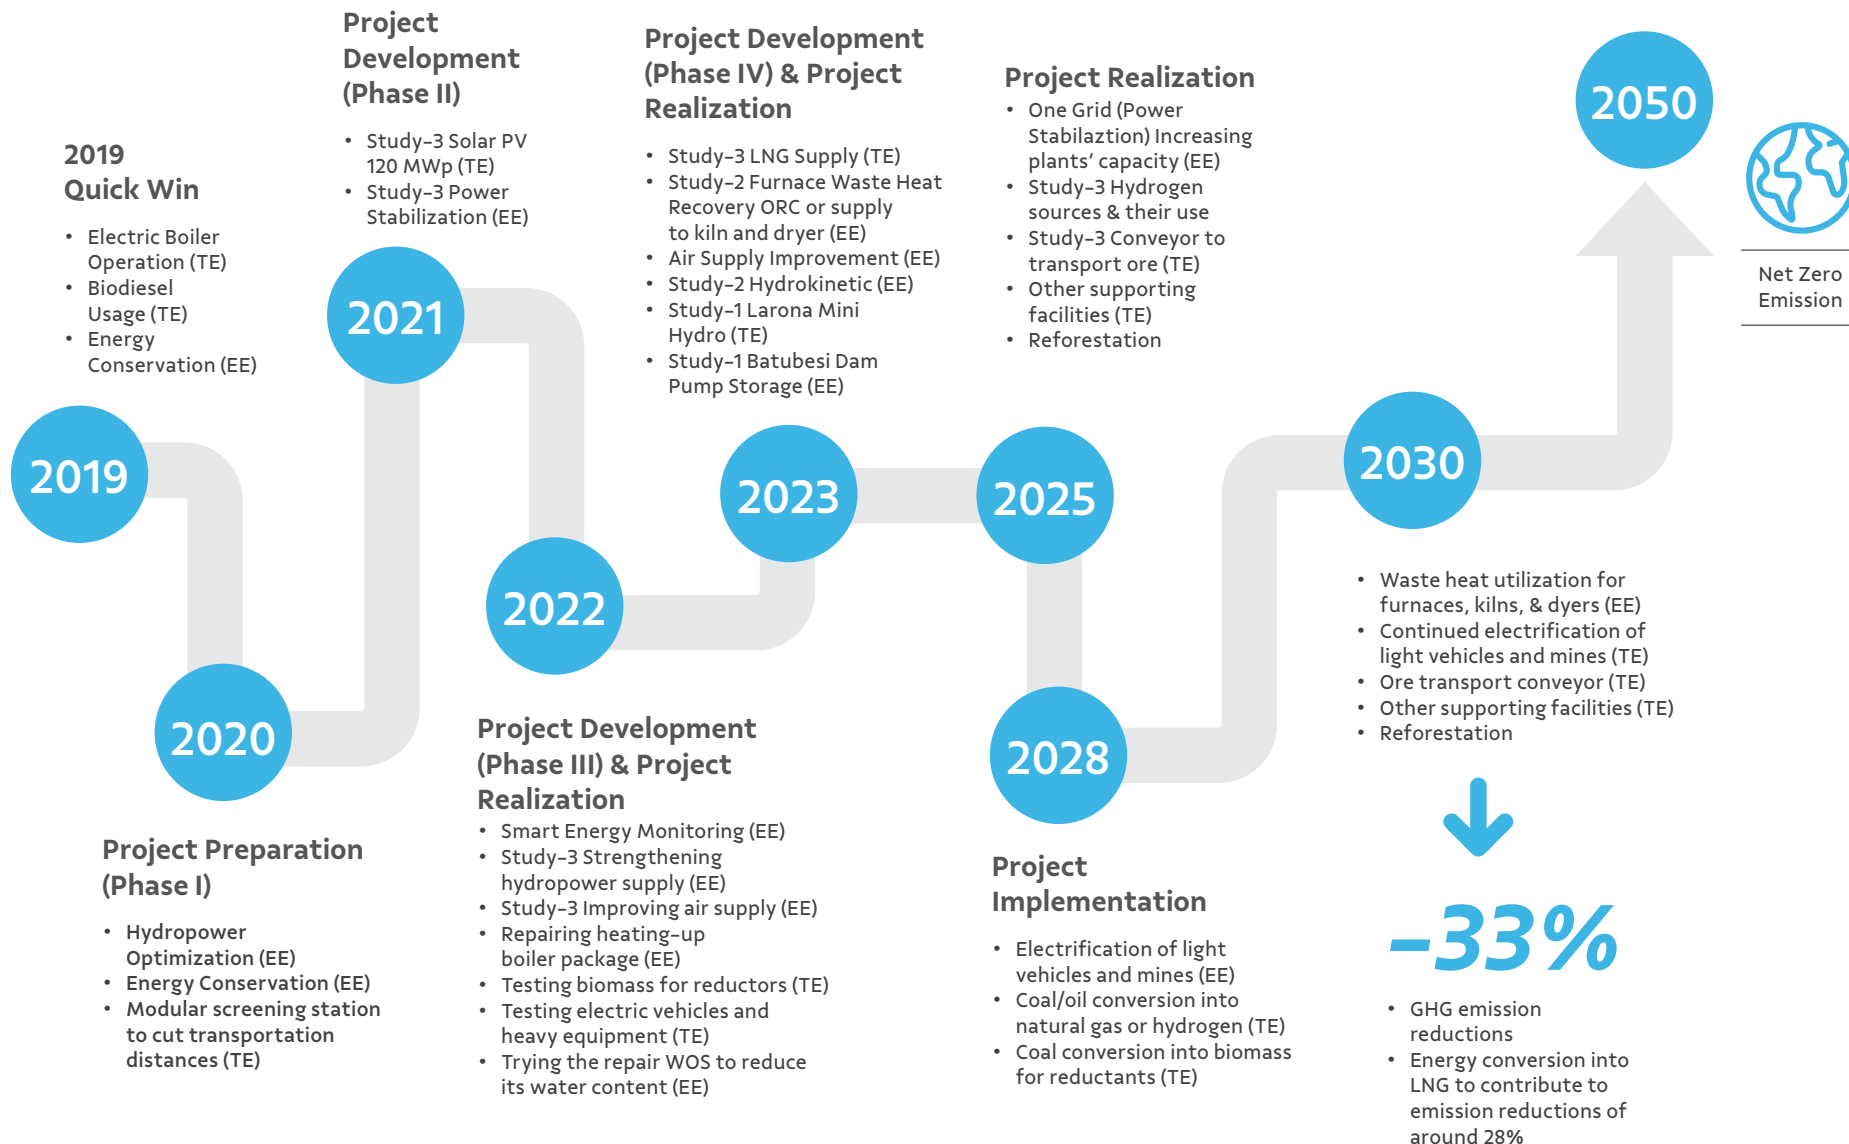 2019
2019
Quick Win
• Electric Boiler
Operation (TE)
• Biodiesel
Usage (TE)
• Energy
Conservation (EE)
2020
Project Preparation
(Phase I)
• Hydropower
Optimization (EE)
• Energy Conservation (EE)
• Modular screening station
to cut transportation
distances (TE)
2021
Project
Development
(Phase II)
• Study-3 Solar PV
120 MWp (TE)
• Study-3 Power
Stabilization (EE)
2022
Project Development
(Phase III) & Project
Realization
• Smart Energy Monitoring (EE)
• Study-3 Strengthening
hydropower supply (EE)
• Study-3 Improving air supply (EE)
• Repairing heating-up
boiler package (EE)
• Testing biomass for reductors (TE)
• Testing electric vehicles and
heavy equipment (TE)
• Trying the repair WOS to reduce
its water content (EE)
2023
Project Development
(Phase IV) & Project
Realization
• Study-3 LNG Supply (TE)
• Study-2 Furnace Waste Heat
Recovery ORC or supply
to kiln and dryer (EE)
• Air Supply Improvement (EE)
• Study-2 Hydrokinetic (EE)
• Study-1 Larona Mini
Hydro (TE)
• Study-1 Batubesi Dam
Pump Storage (EE)
2025
Project Realization
• One Grid (Power
Stabilaztion) Increasing
plants’ capacity (EE)
• Study-3 Hydrogen
sources & their use
• Study-3 Conveyor to
transport ore (TE)
• Other supporting
facilities (TE)
• Reforestation
2028
Project
Implementation
• Electrification of light
vehicles and mines (EE)
• Coal/oil conversion into
natural gas or hydrogen (TE)
• Coal conversion into biomass
for reductants (TE)
2030
• Waste heat utilization for
furnaces, kilns, & dyers (EE)
• Continued electrification of
light vehicles and mines (TE)
• Ore transport conveyor (TE)
• Other supporting facilities (TE)
• Reforestation
-33%
• GHG emission
reductions
• Energy conversion into
LNG to contribute to
emission reductions of
around 28%
2050
Net Zero
Emission